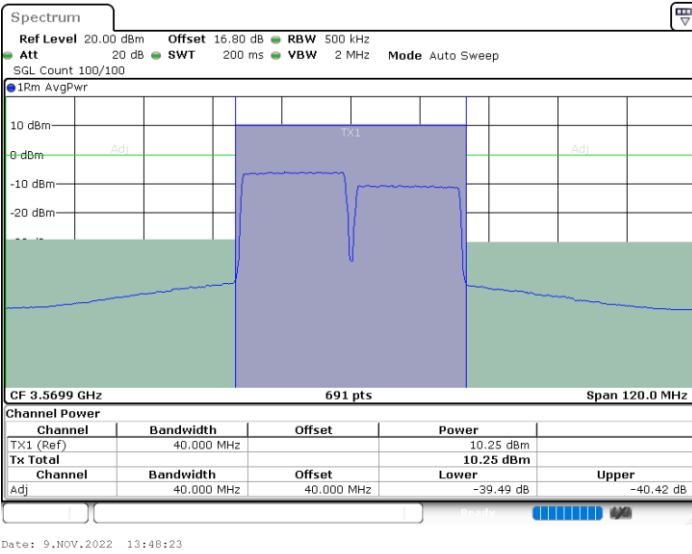 Spectrum
Ref Level 20.00 dBm Offset 16.80 dB RBW 500 kHz
Att 20 dB SWT 200 ms VBW 2 MHz Mode Auto Sweep
SGL Count 100/100
1Rm AvgPwr
10 dBm
TX1
Adj Adj
0 dBm
-10 dBm
-20 dBm
CF 3.5699 GHz 691 pts Span 120.0 MHz
Channel Power
Channel Bandwidth Offset Power
TX1 (Ref) 40.000 MHz 10.25 dBm
Tx Total 10.25 dBm
Channel Bandwidth Offset Lower Upper
Adj 40.000 MHz 40.000 MHz -39.49 dB -40.42 dB
Ready
Date: 9.NOV.2022 13:48:23